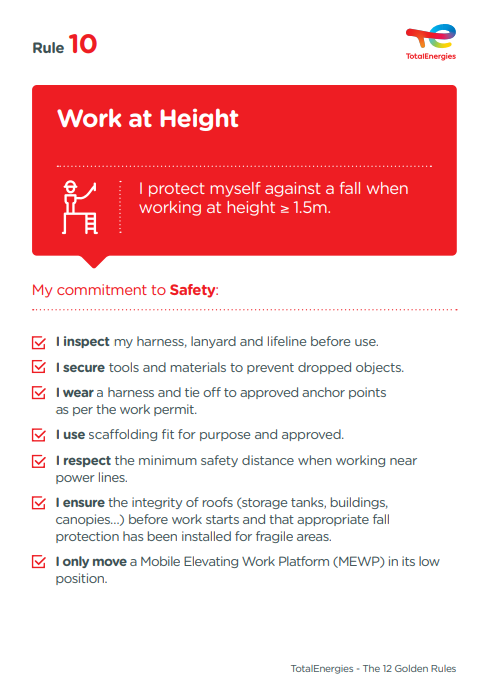 Rule 10
TotalEnergies
Work at Height
I protect myself against a fall when
working at height ≥ 1.5m.
My commitment to Safety:
I inspect my harness, lanyard and lifeline before use.
I secure tools and materials to prevent dropped objects.
I wear a harness and tie off to approved anchor points
as per the work permit.
I use scaffolding fit for purpose and approved.
I respect the minimum safety distance when working near
power lines.
I ensure the integrity of roofs (storage tanks, buildings,
canopies...) before work starts and that appropriate fall
protection has been installed for fragile areas.
I only move a Mobile Elevating Work Platform (MEWP) in its low
position.
TotalEnergies - The 12 Golden Rules